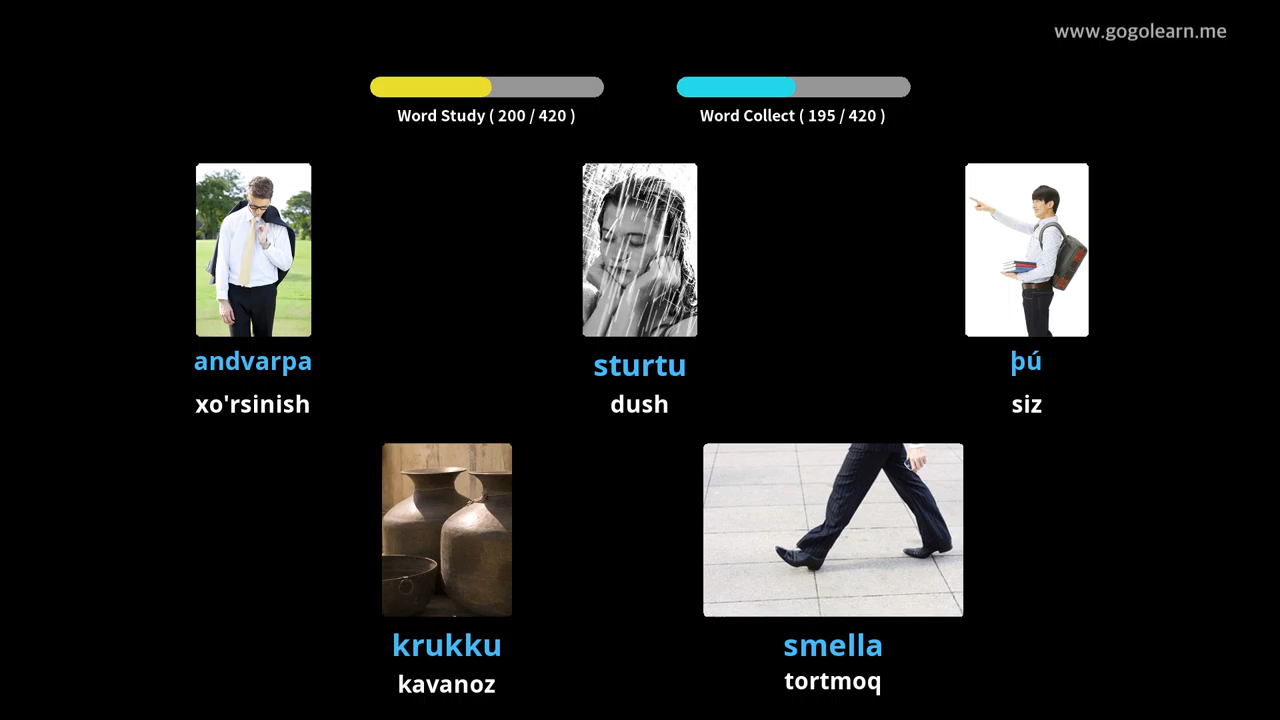 www.gogolearn.me
Word Study ( 200 / 420 )
Word Collect ( 195 / 420 )
andvarpa
xo'rsinish
sturtu
dush
þú
siz
krukku
kavanoz
smella
tortmoq